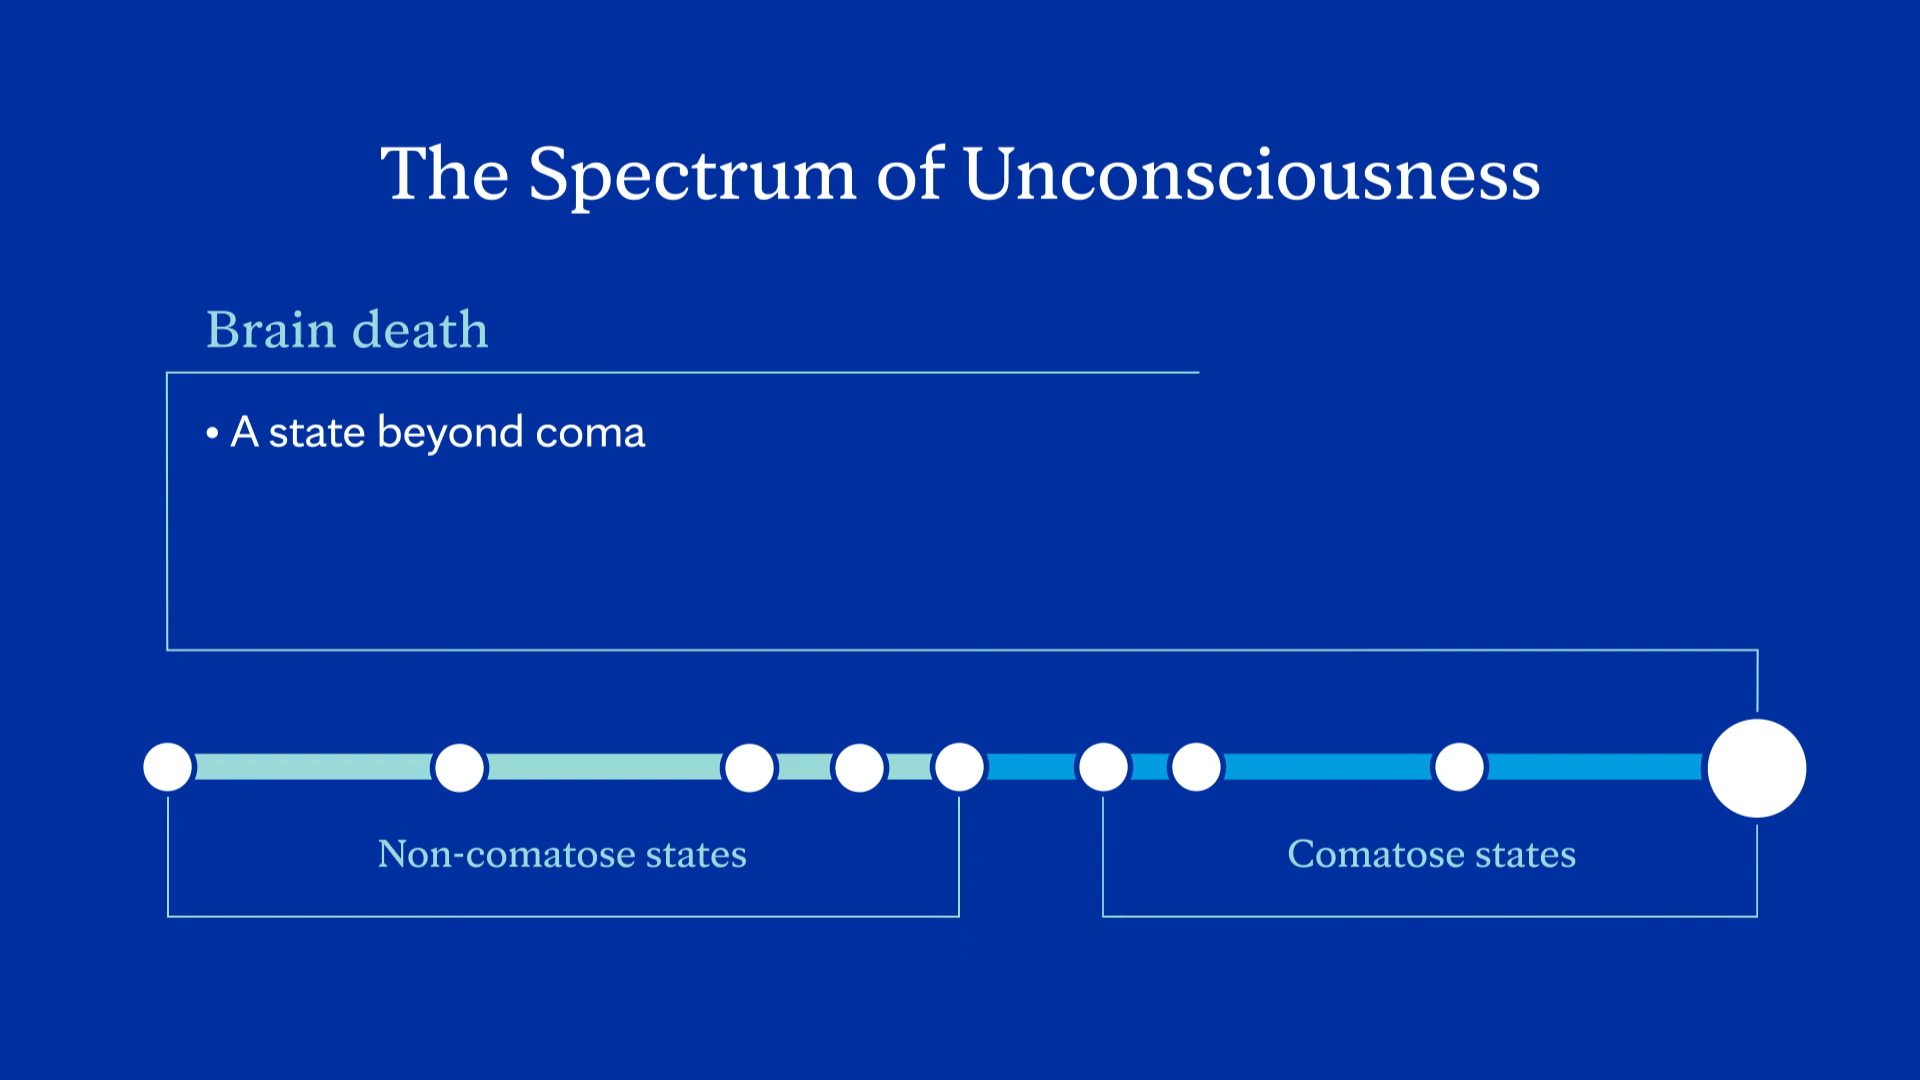 The Spectrum of Unconsciousness
Brain death
• A state beyond coma
Non-comatose states
Comatose states